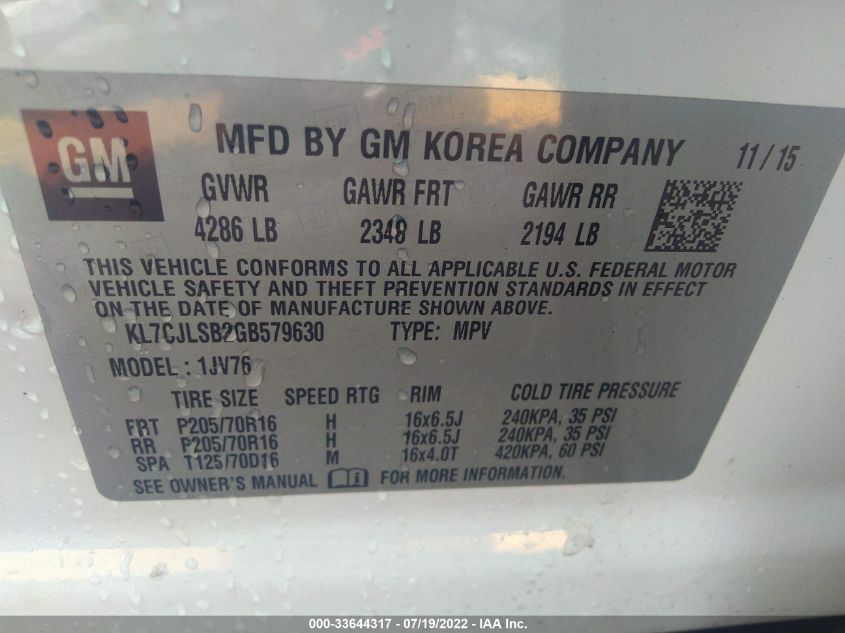 GM MFD BY GM KOREA COMPANY 11/15
GVWR GAWR FRT GAWR RR
4286 LB 2348 LB 2194 LB
THIS VEHICLE CONFORMS TO ALL APPLICABLE U.S. FEDERAL MOTOR
VEHICLE SAFETY AND THEFT PREVENTION STANDARDS IN EFFECT
ON THE DATE OF MANUFACTURE SHOWN ABOVE.
KL7CJLSB2GB579630 TYPE: MPV
MODEL : 1JV76
TIRE SIZE SPEED RTG RIM COLD TIRE PRESSURE
FRT P205/70R16 H 16x6.5J 240KPA, 35 PSI
RR P205/70R16 H 16x6.5J 240KPA, 35 PSI
SPA T125/70D16 M 16x4.0T 420KPA, 60 PSI
SEE OWNER'S MANUAL FOR MORE INFORMATION.
000-33644317 - 07/19/2022 - IAA Inc.